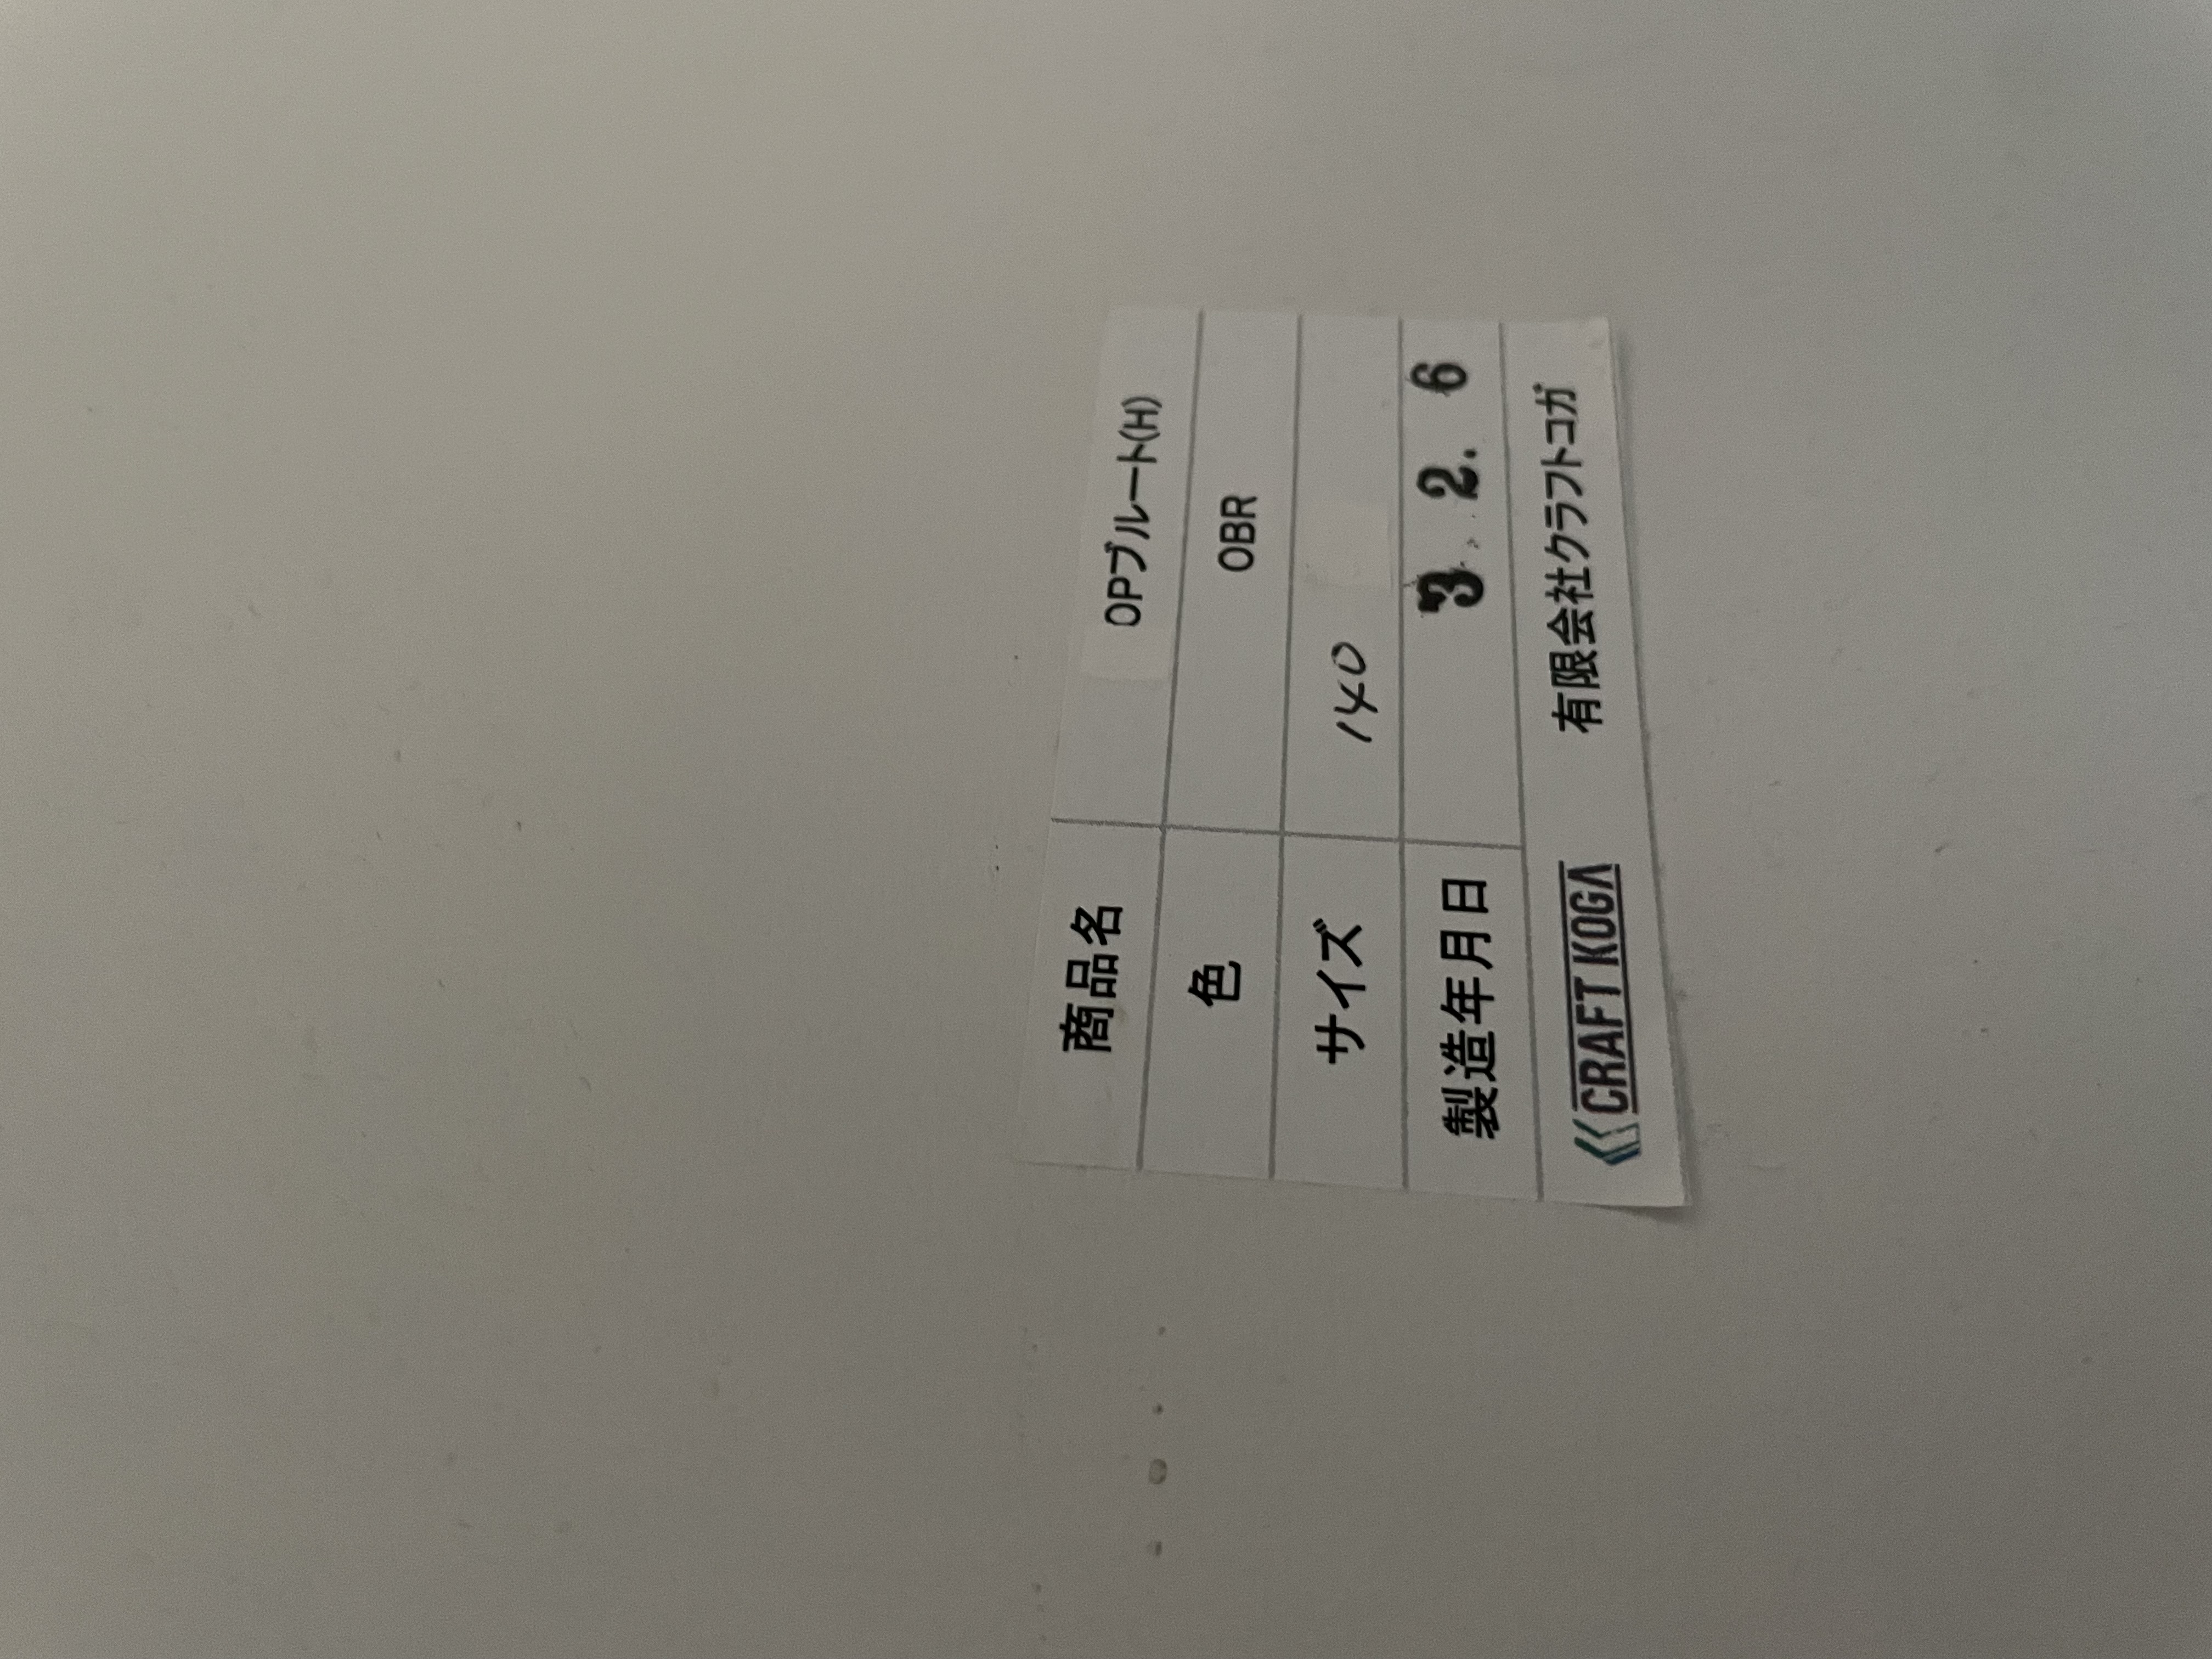 商品名 OPブルート(H)
色 OBR
サイズ 140
製造年月日 3. 2. 6
CRAFT KOGA 有限会社クラフトコガ